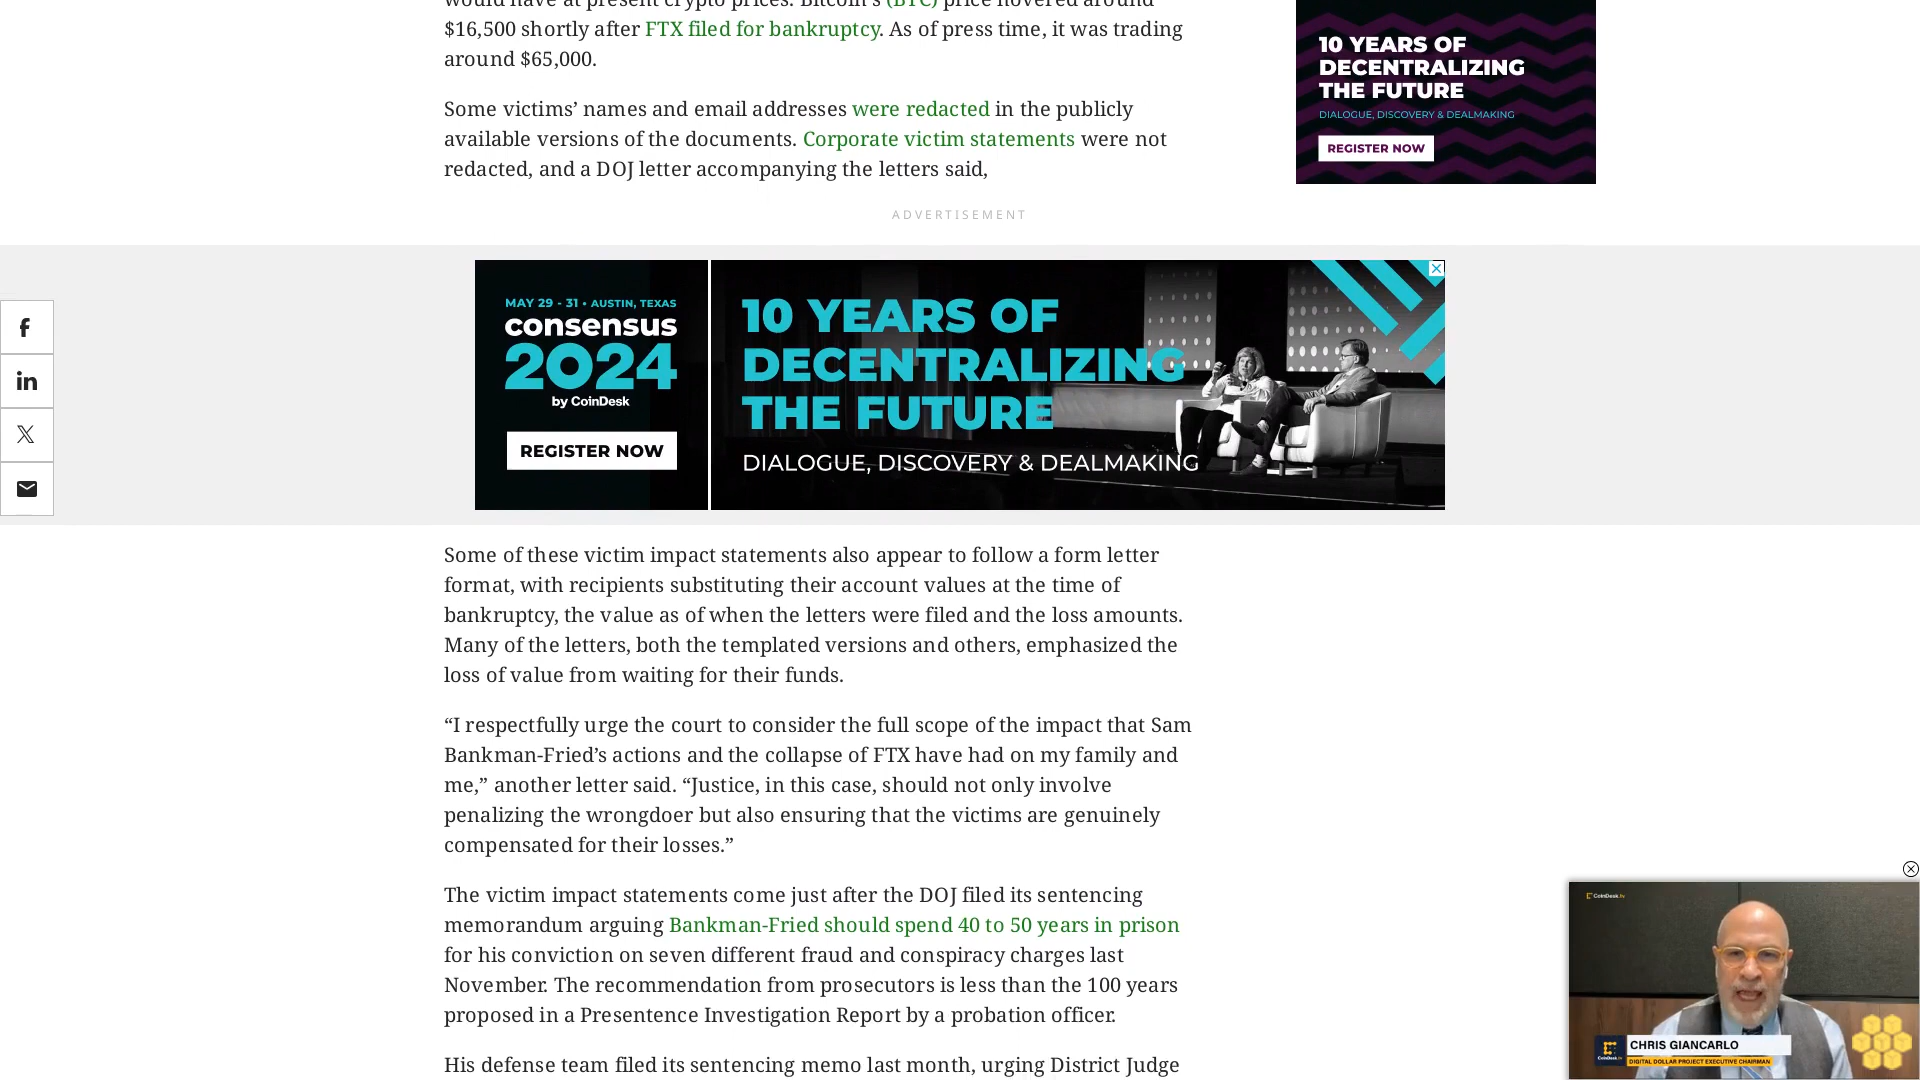 would have at present crypto prices. Bitcoin's (BTC) price hovered around
$16,500 shortly after FTX filed for bankruptcy. As of press time, it was trading
around $65,000.
Some victims’ names and email addresses were redacted in the publicly
available versions of the documents. Corporate victim statements were not
redacted, and a DOJ letter accompanying the letters said,
10 YEARS OF
DECENTRALIZING
THE FUTURE
DIALOGUE, DISCOVERY & DEALMAKING
REGISTER NOW
ADVERTISEMENT
MAY 29 - 31 • AUSTIN, TEXAS
consensus
2024
by CoinDesk
REGISTER NOW
10 YEARS OF
DECENTRALIZING
THE FUTURE
DIALOGUE, DISCOVERY & DEALMAKING
Some of these victim impact statements also appear to follow a form letter
format, with recipients substituting their account values at the time of
bankruptcy, the value as of when the letters were filed and the loss amounts.
Many of the letters, both the templated versions and others, emphasized the
loss of value from waiting for their funds.
“I respectfully urge the court to consider the full scope of the impact that Sam
Bankman-Fried’s actions and the collapse of FTX have had on my family and
me,” another letter said. “Justice, in this case, should not only involve
penalizing the wrongdoer but also ensuring that the victims are genuinely
compensated for their losses.”
The victim impact statements come just after the DOJ filed its sentencing
memorandum arguing Bankman-Fried should spend 40 to 50 years in prison
for his conviction on seven different fraud and conspiracy charges last
November. The recommendation from prosecutors is less than the 100 years
proposed in a Presentence Investigation Report by a probation officer.
His defense team filed its sentencing memo last month, urging District Judge
CoinDesk.tv
CHRIS GIANCARLO
DIGITAL DOLLAR PROJECT EXECUTIVE CHAIRMAN
CoinDesk.tv